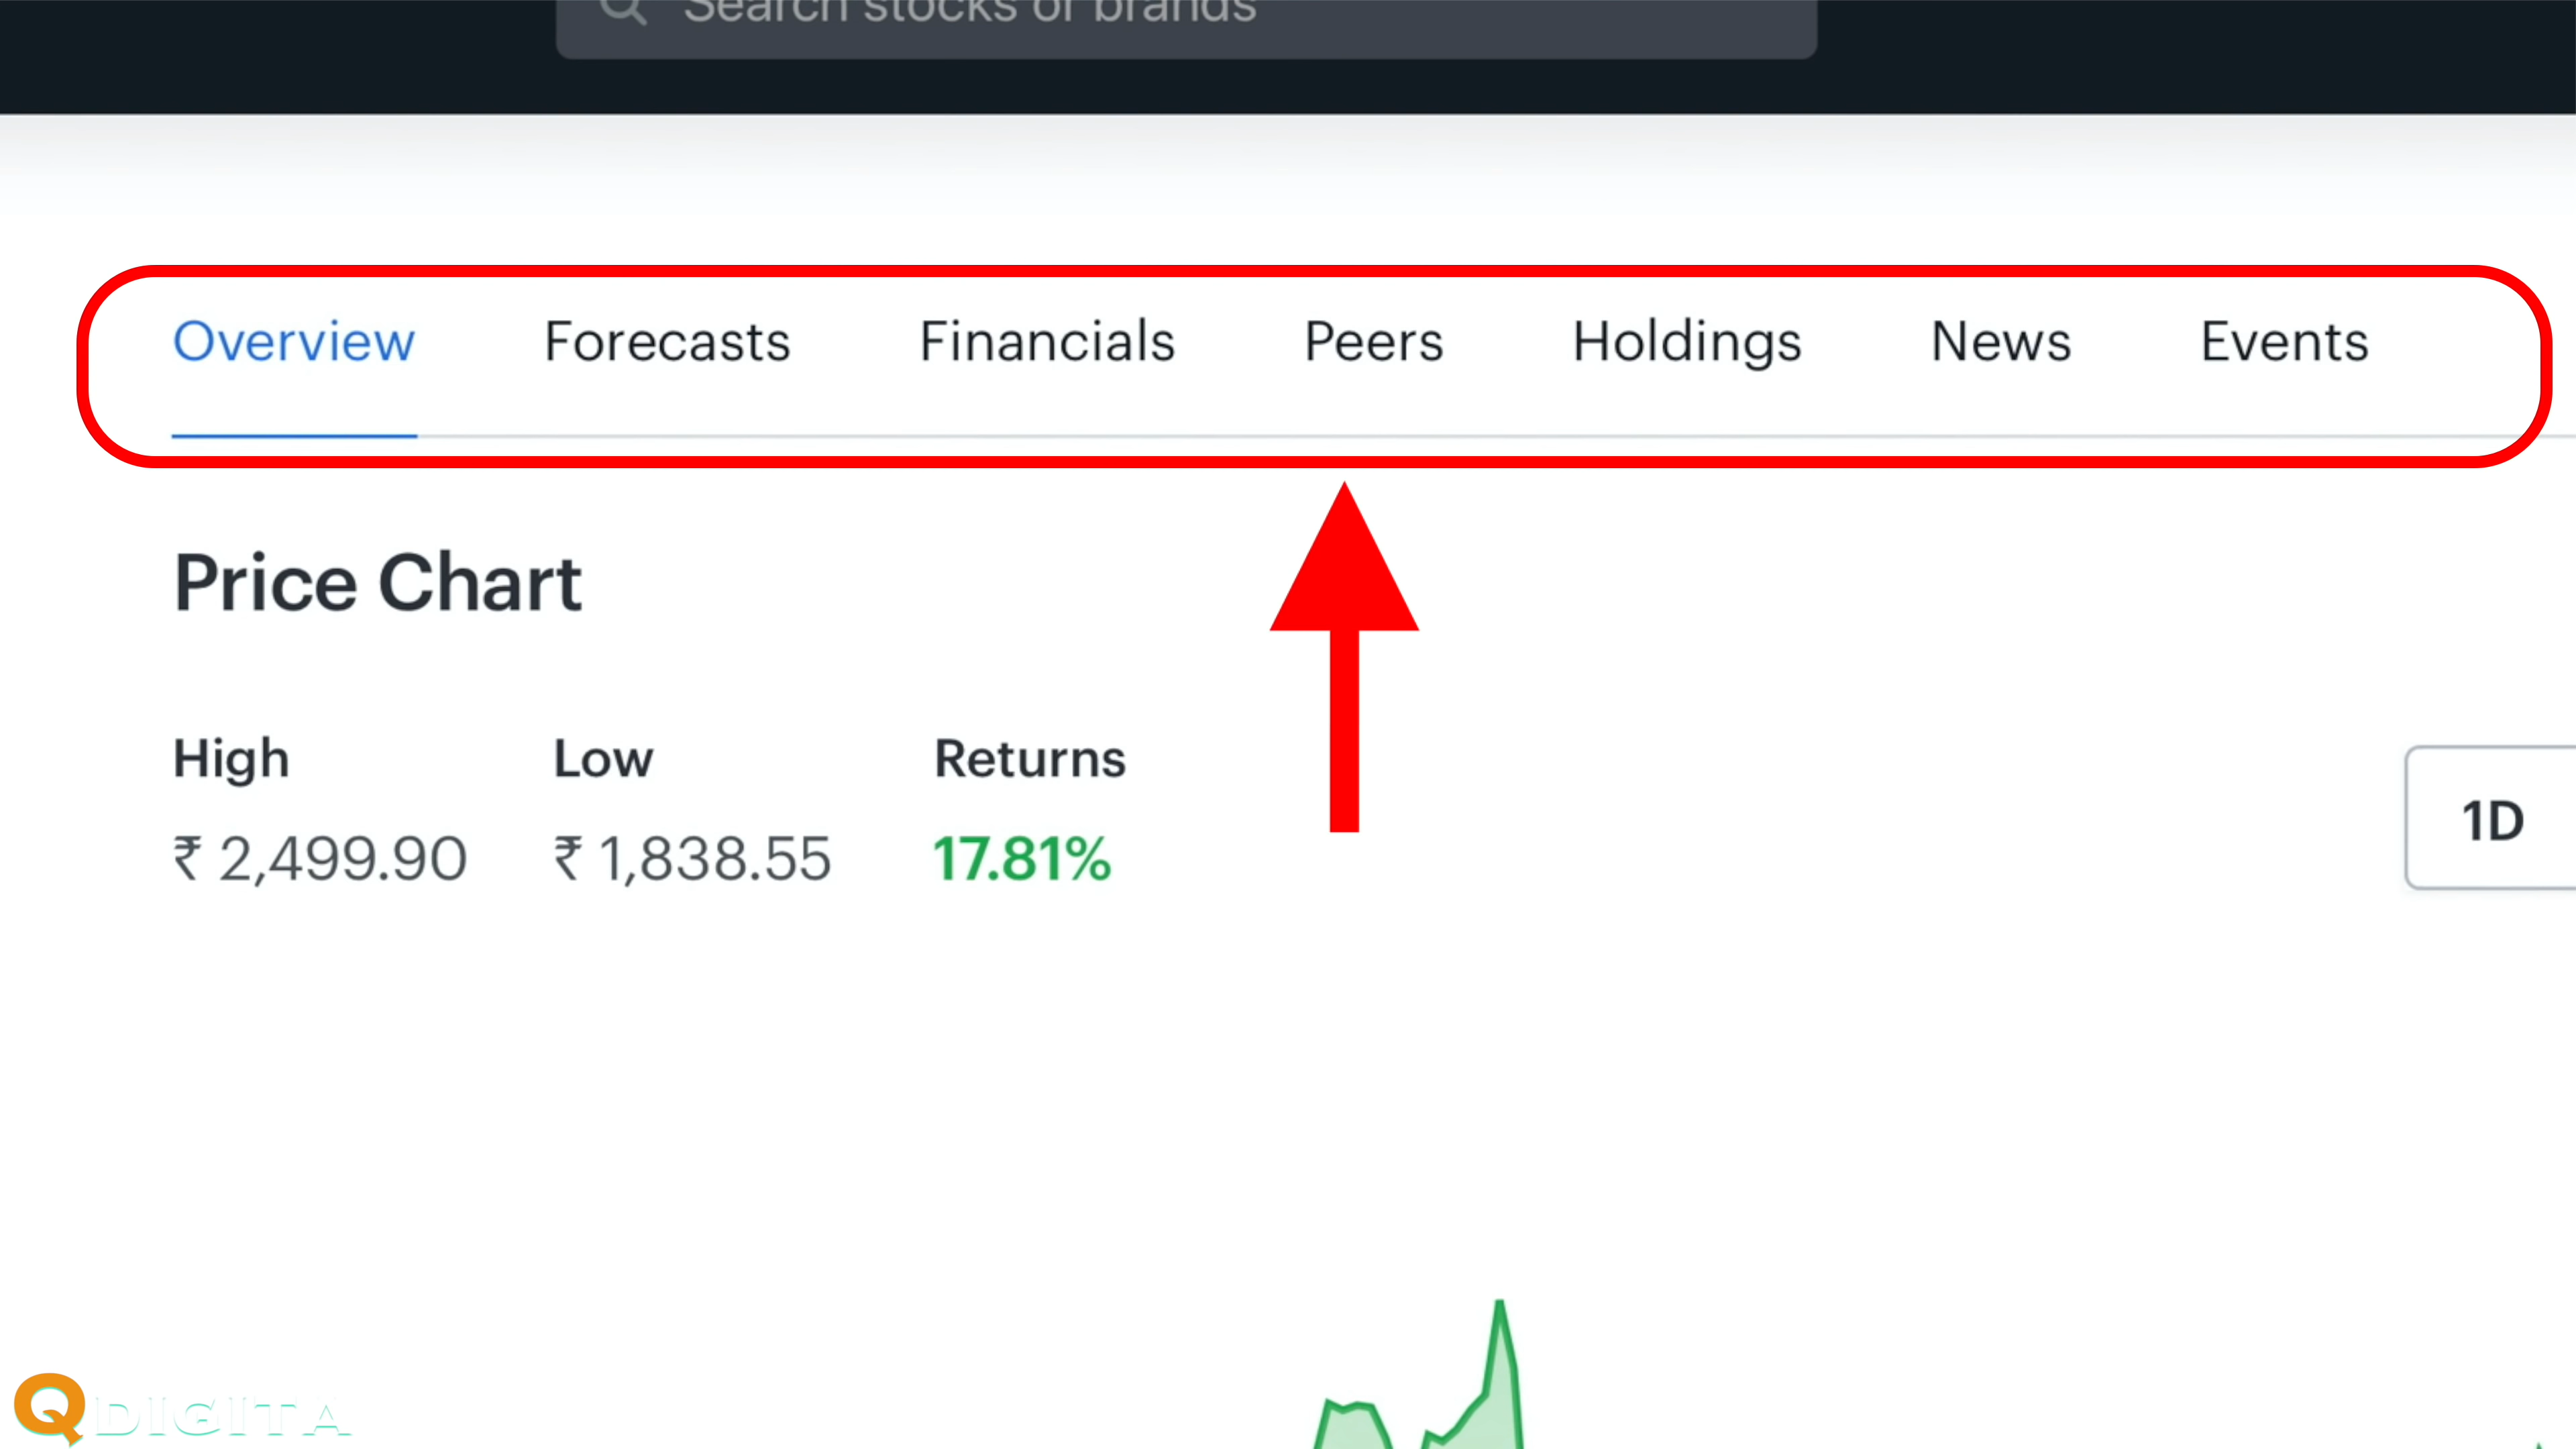 Search stocks or brands
Overview Forecasts Financials Peers Holdings News Events
Price Chart
High Low Returns
₹ 2,499.90 ₹ 1,838.55 17.81%
1D
QDIGITA